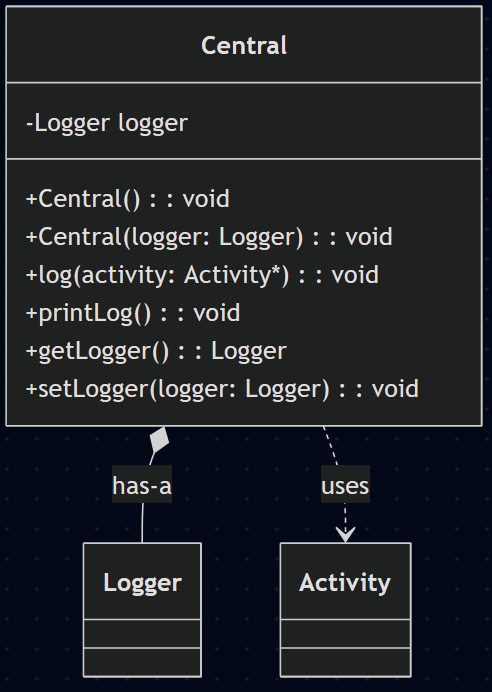 Central
-Logger logger
+Central() : : void
+Central(logger: Logger) : : void
+log(activity: Activity*) : : void
+printLog() : : void
+getLogger() : : Logger
+setLogger(logger: Logger) : : void
has-a
uses
Logger
Activity